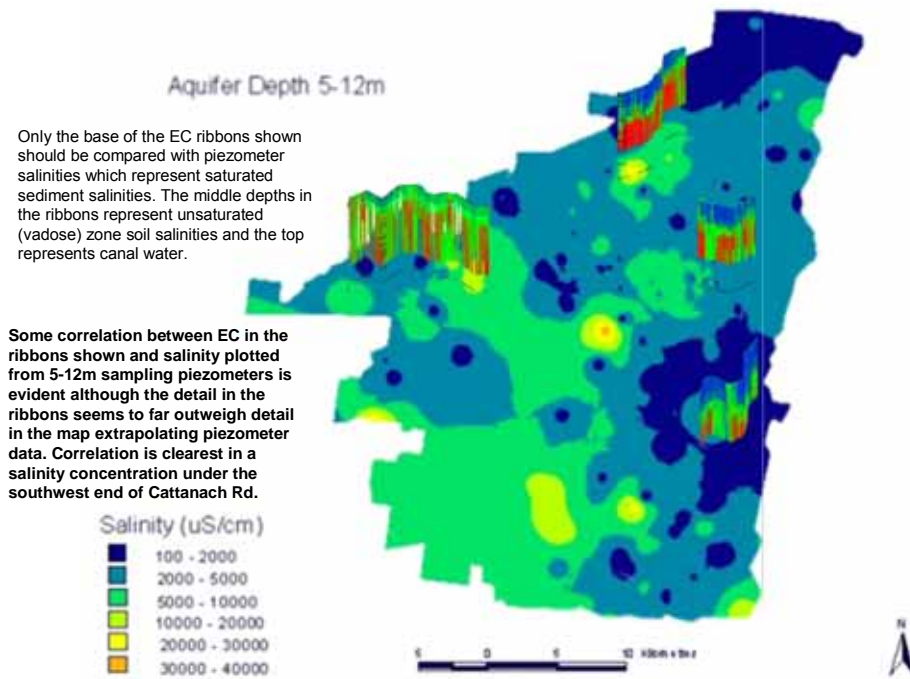 Aquifer Depth 5-12m
Only the base of the EC ribbons shown
should be compared with piezometer
salinities which represent saturated
sediment salinities. The middle depths in
the ribbons represent unsaturated
(vadose) zone soil salinities and the top
represents canal water.
Some correlation between EC in the
ribbons shown and salinity plotted
from 5-12m sampling piezometers is
evident although the detail in the
ribbons seems to far outweigh detail
in the map extrapolating piezometer
data. Correlation is clearest in a
salinity concentration under the
southwest end of Cattanach Rd.
Salinity (uS/cm)
100 - 2000
2000 - 5000
5000 - 10000
10000 - 20000
20000 - 30000
30000 - 40000
5 0 5 10
N